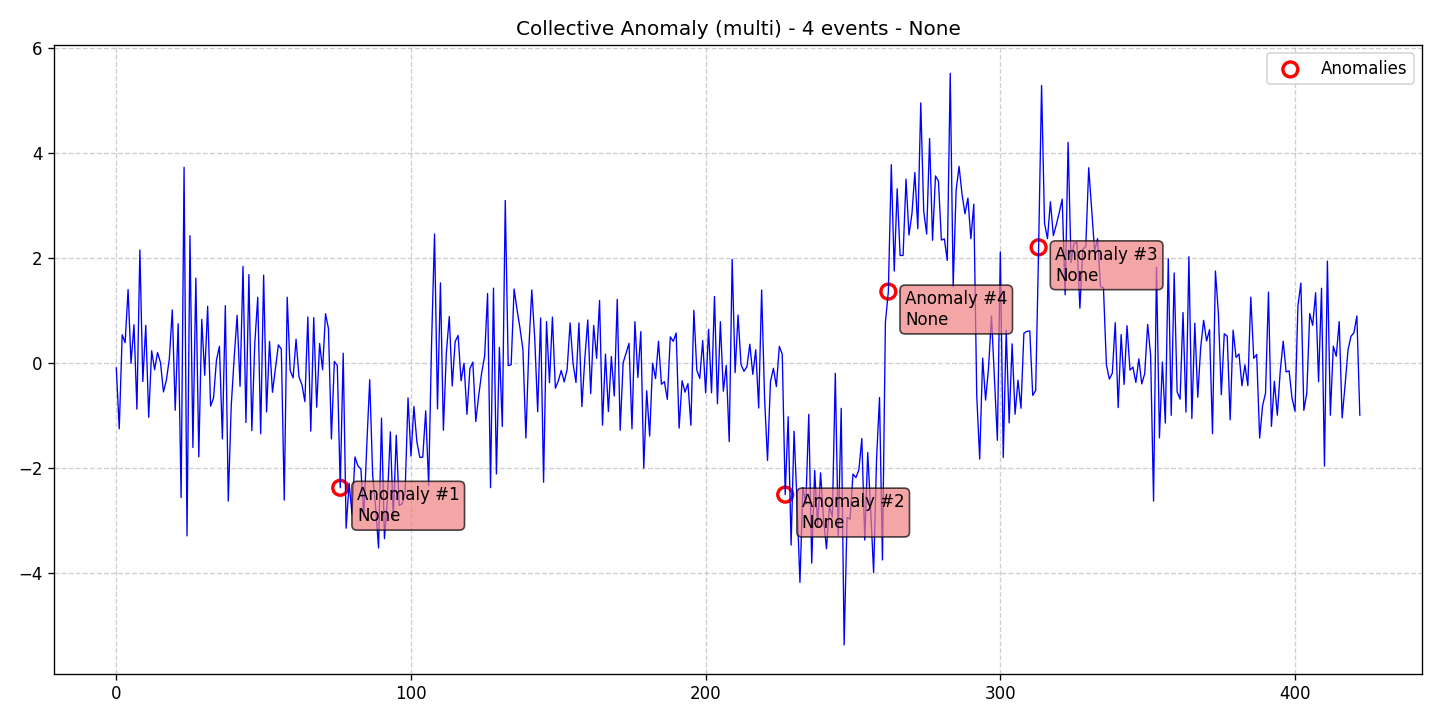 Collective Anomaly (multi) - 4 events - None
6
4
2
0
−2
−4
0
100
200
300
400
Anomalies
Anomaly #1
None
Anomaly #2
None
Anomaly #4
None
Anomaly #3
None